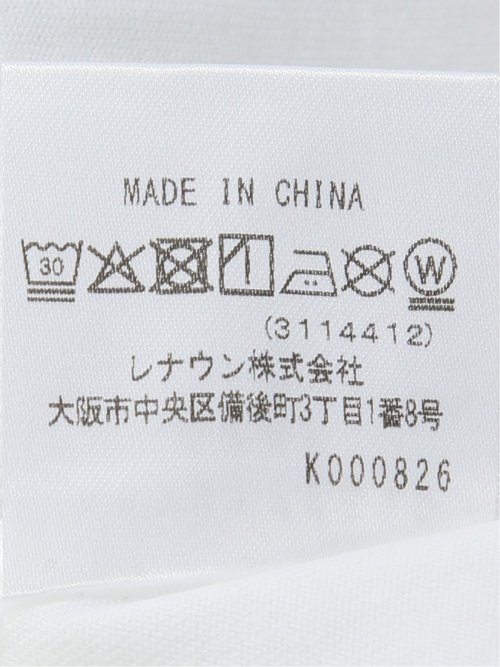 MADE IN CHINA
30 W
(3114412)
レナウン株式会社
大阪市中央区備後町3丁目1番8号
K000826